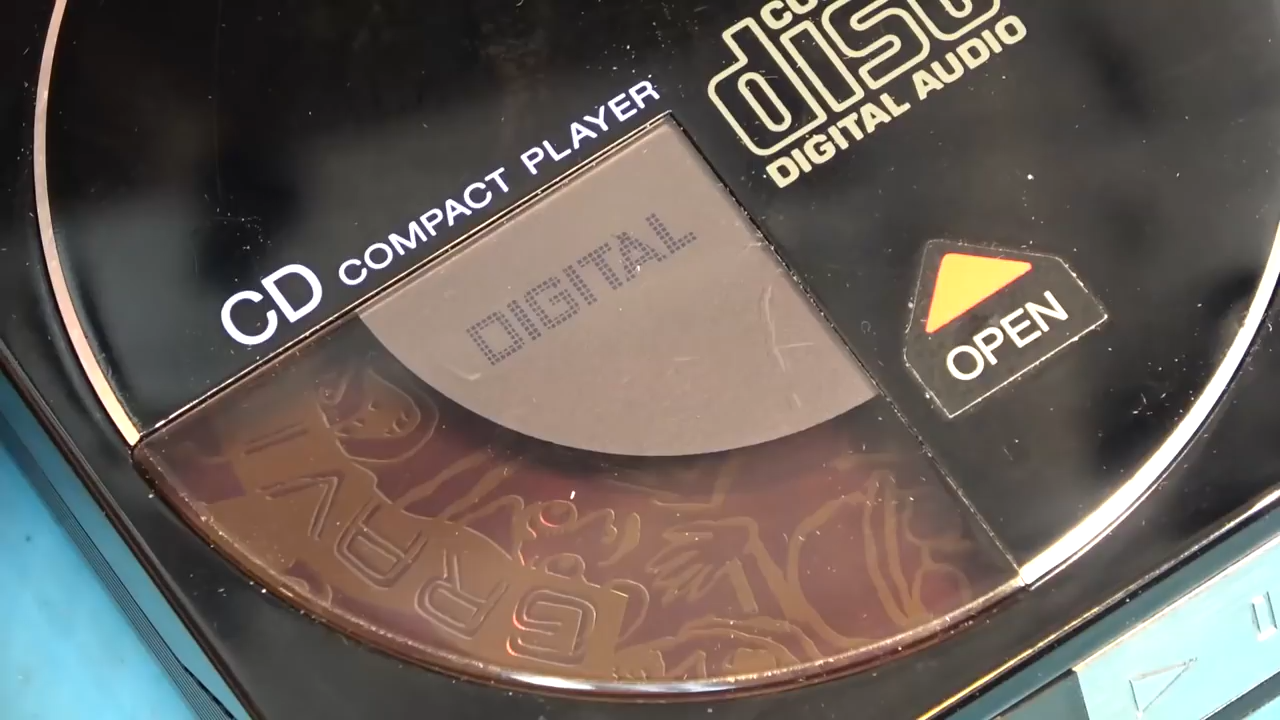 disc
DIGITAL AUDIO
CD COMPACT PLAYER
DIGITAL
OPEN
GRAVI